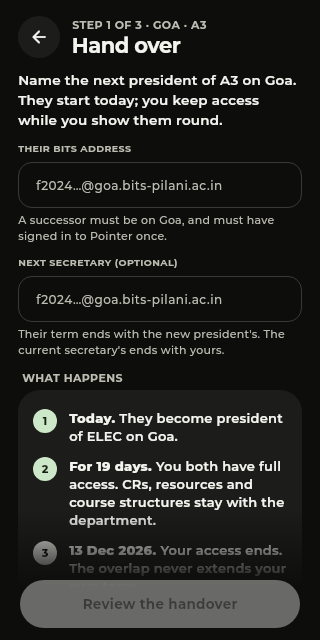 STEP 1 OF 3 · GOA · A3
Hand over
Name the next president of A3 on Goa.
They start today; you keep access
while you show them round.
THEIR BITS ADDRESS
f2024…@goa.bits-pilani.ac.in
A successor must be on Goa, and must have
signed in to Pointer once.
NEXT SECRETARY (OPTIONAL)
f2024…@goa.bits-pilani.ac.in
Their term ends with the new president's. The
current secretary's ends with yours.
WHAT HAPPENS
1 Today. They become president
of ELEC on Goa.
2 For 19 days. You both have full
access. CRs, resources and
course structures stay with the
department.
3 13 Dec 2026. Your access ends.
The overlap never extends your
Review the handover